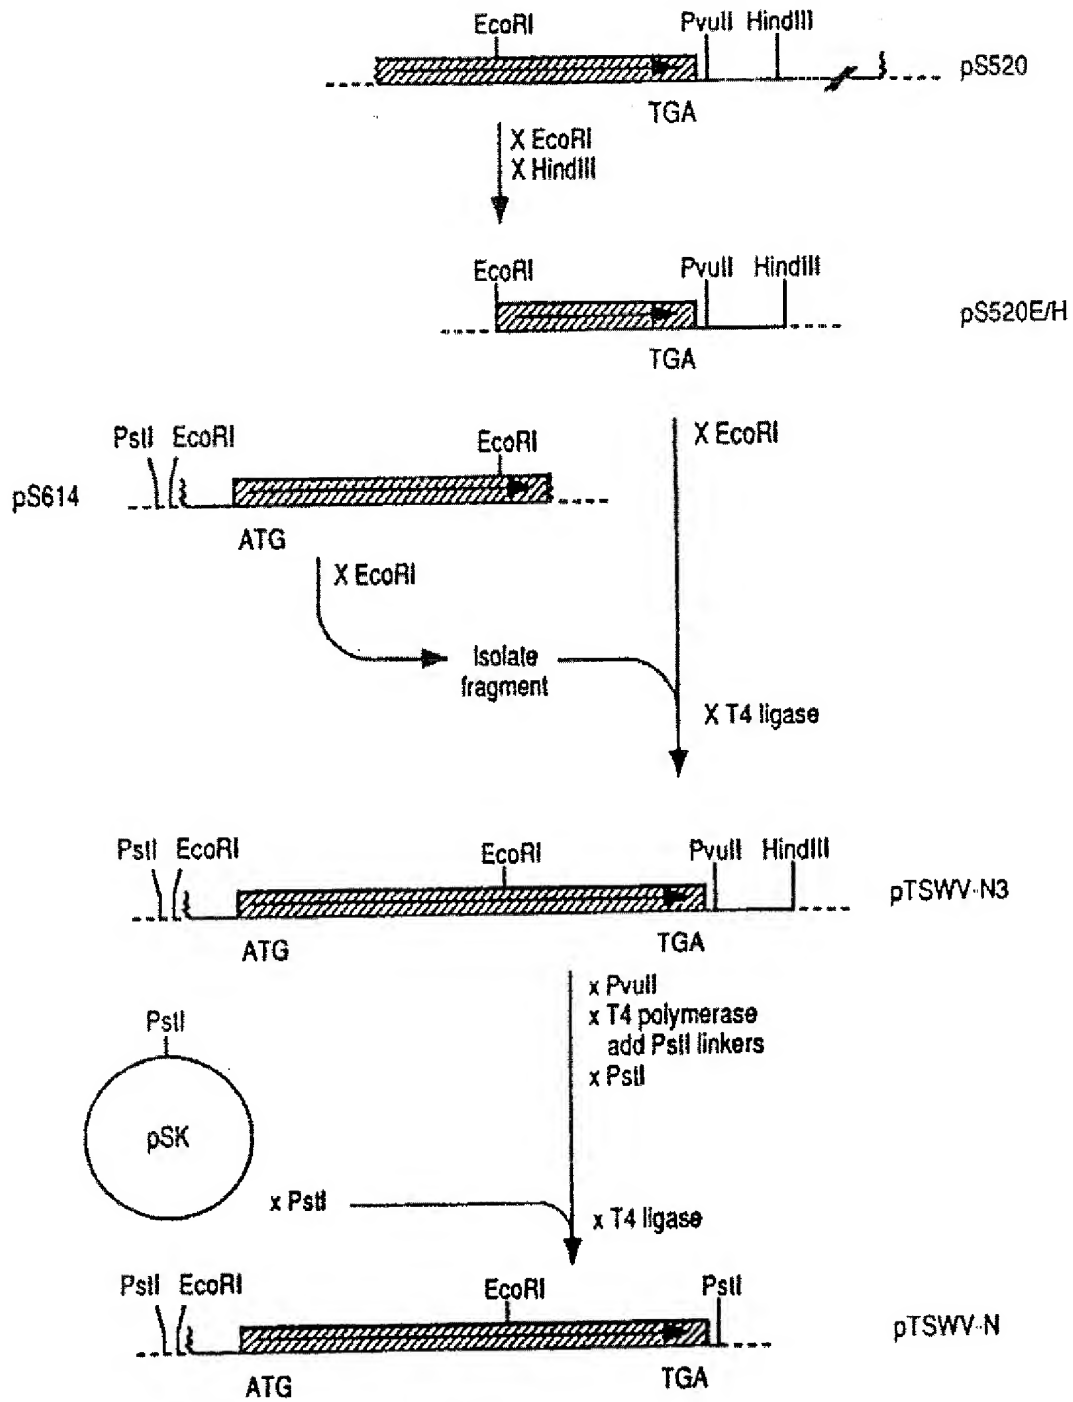 EcoRI PvuII HindIII
pS520
TGA
X EcoRI
X HindIII
EcoRI PvuII HindIII
pS520E/H
TGA
PstI EcoRI EcoRI
X EcoRI
pS614
ATG
X EcoRI
Isolate
fragment
X T4 ligase
PstI EcoRI EcoRI PvuII HindIII
pTSWV-N3
ATG TGA
x PvuII
x T4 polymerase
add PstI linkers
x PstI
PstI
pSK
x PstI
x T4 ligase
PstI EcoRI EcoRI PstI
pTSWV-N
ATG TGA